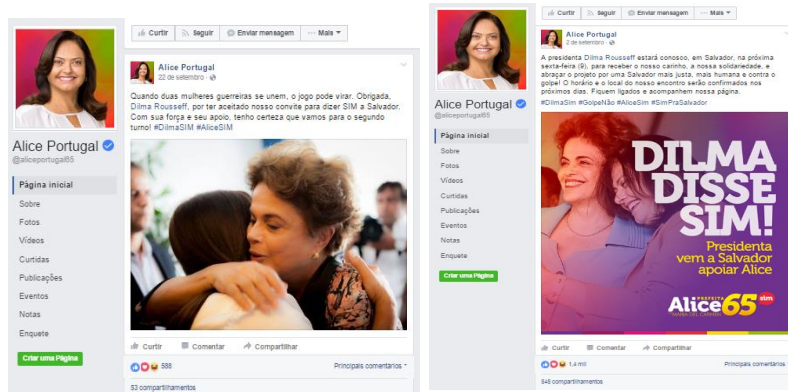 Curtir
Seguir
Enviar mensagem
Mais
Alice Portugal
22 de setembro
Quando duas mulheres guerreiras se unem, o jogo pode virar. Obrigada,
Dilma Rousseff, por ter aceitado nosso convite para dizer SIM a Salvador.
Com sua força e seu apoio, tenho certeza que vamos para o segundo
turno! #DilmaSIM #AliceSIM
Alice Portugal
@aliceportugal65
Página inicial
Sobre
Fotos
Vídeos
Curtidas
Publicações
Eventos
Notas
Enquete
Criar uma Página
Curtir
Comentar
Compartilhar
588
Principais comentários
53 compartilhamentos
Curtir
Seguir
Enviar mensagem
Mais
Alice Portugal
2 de setembro
A presidenta Dilma Rousseff estará conosco, em Salvador, na próxima
sexta-feira (9), para receber o nosso carinho, a nossa solidariedade, e
abraçar o projeto por uma Salvador mais justa, mais humana e contra o
golpe! O horário e o local do nosso encontro serão confirmados nos
próximos dias. Fiquem ligados e acompanhem nossa página.
#DilmaSim #GolpeNão #AliceSim #SimPraSalvador
Alice Portugal
@aliceportugal65
Página inicial
Sobre
Fotos
Vídeos
Curtidas
Publicações
Eventos
Notas
Enquete
Criar uma Página
DILMA
DISSE
SIM!
Presidenta
vem a Salvador
apoiar Alice
PREFEITA
Alice65
sim
Curtir
Comentar
Compartilhar
1,4 mil
Principais comentários
848 compartilhamentos